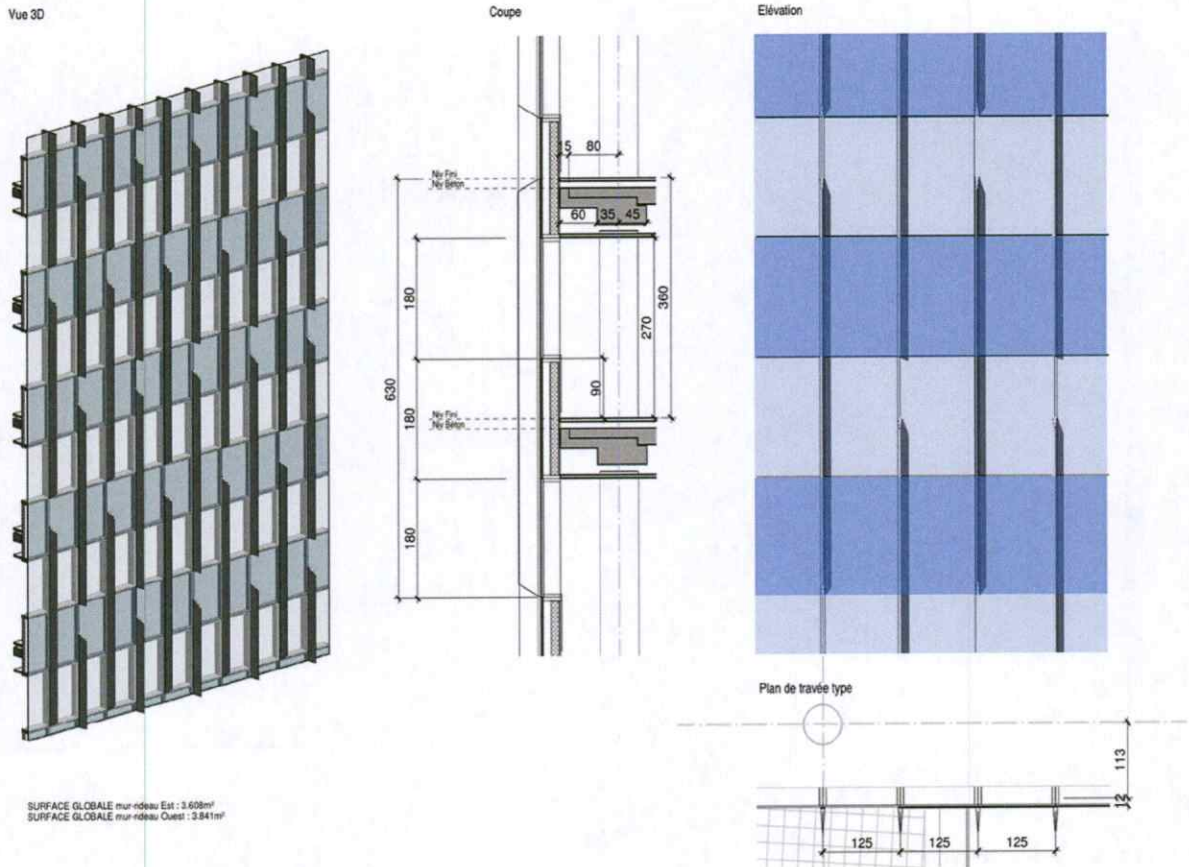 Vue 3D
Coupe
Elévation
5 80
Niv Fini
Niv Béton
60 35 45
180
360
270
630
90
180
Niv Fini
Niv Béton
180
Plan de travée type
113
12
125 125 125
SURFACE GLOBALE mur-rideau Est : 3.608m²
SURFACE GLOBALE mur-rideau Ouest : 3.841m²